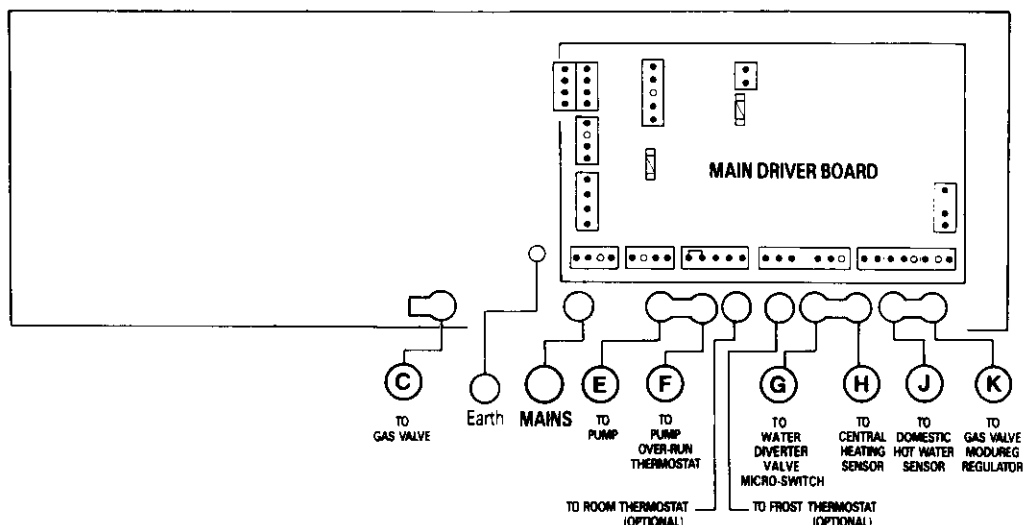 MAIN DRIVER BOARD
C
Earth
MAINS
E
F
G
H
J
K
TO
GAS VALVE
TO
PUMP
TO
PUMP
OVER-RUN
THERMOSTAT
TO
WATER
DIVERTER
VALVE
MICRO-SWITCH
TO
CENTRAL
HEATING
SENSOR
TO
DOMESTIC
HOT WATER
SENSOR
TO
GAS VALVE
MODUREG
REGULATOR
TO ROOM THERMOSTAT
(OPTIONAL)
TO FROST THERMOSTAT
(OPTIONAL)